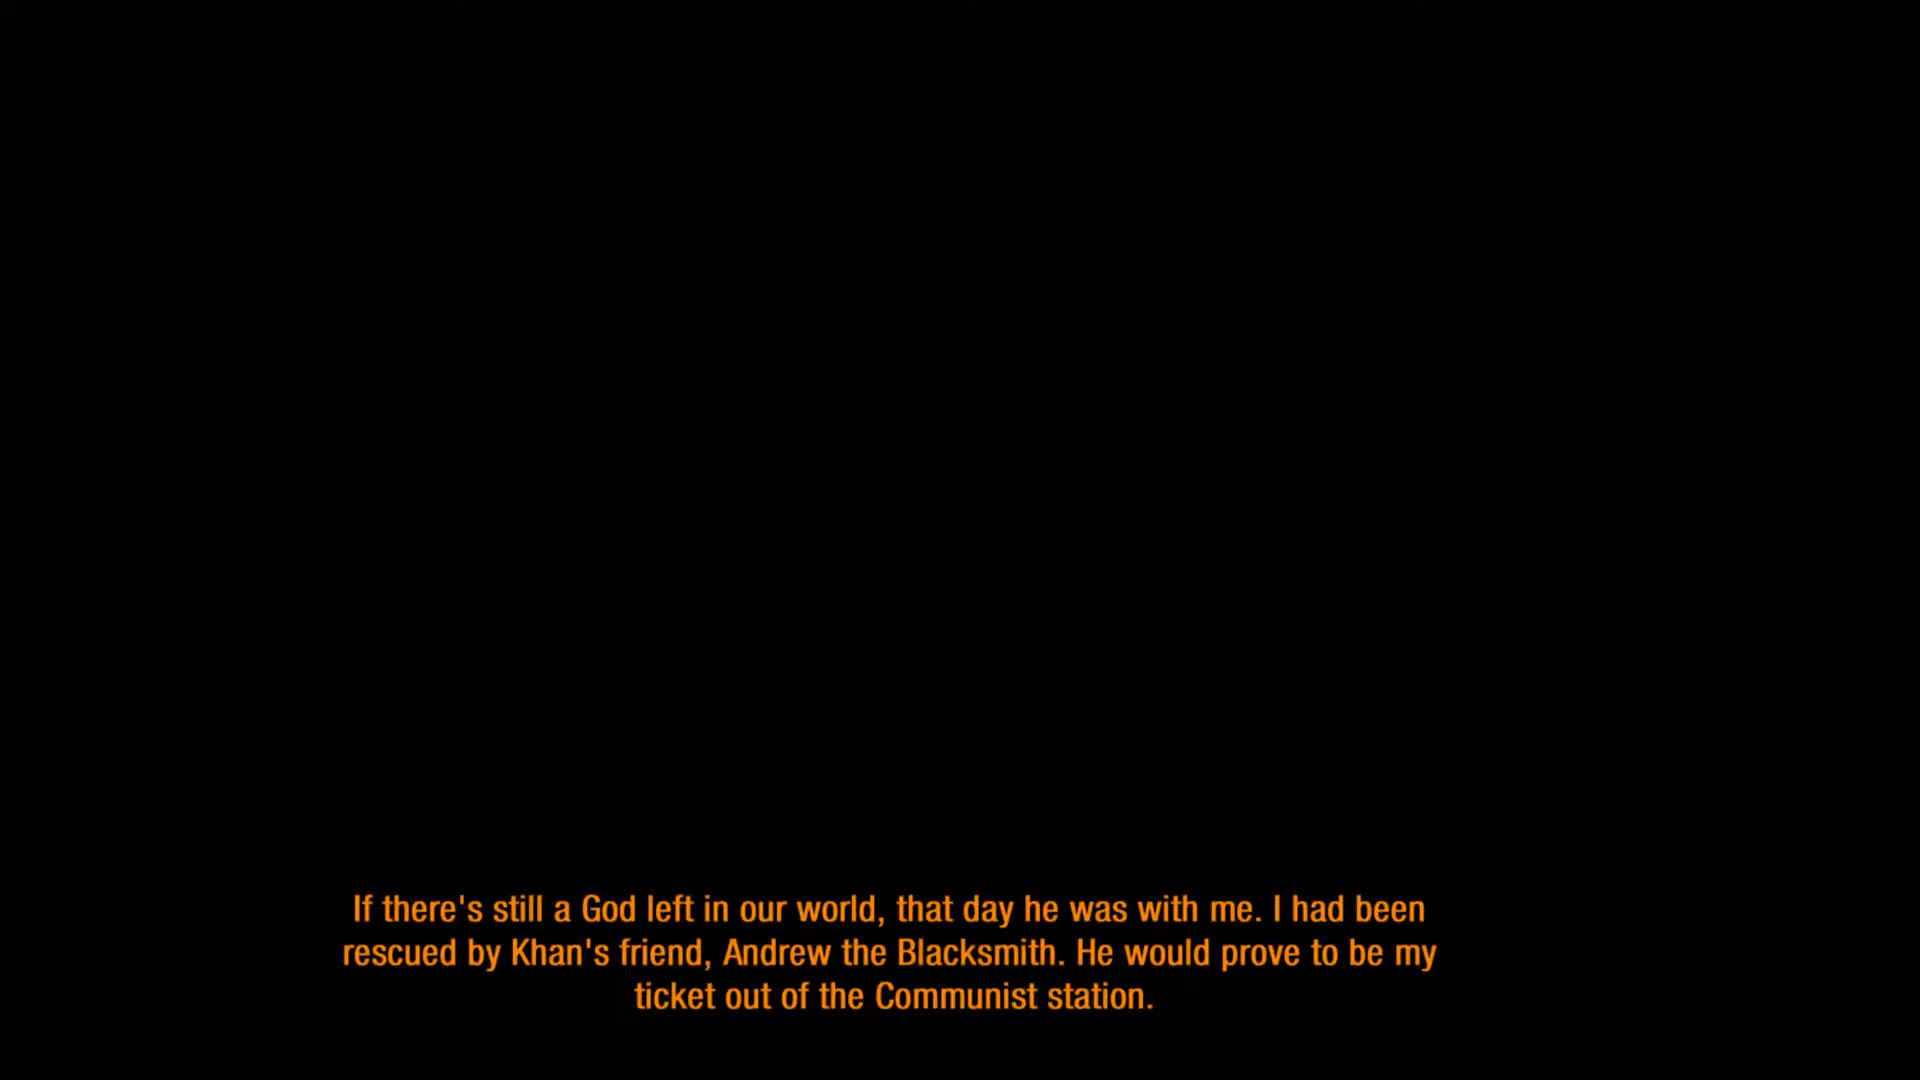 If there's still a God left in our world, that day he was with me. I had been
rescued by Khan's friend, Andrew the Blacksmith. He would prove to be my
ticket out of the Communist station.